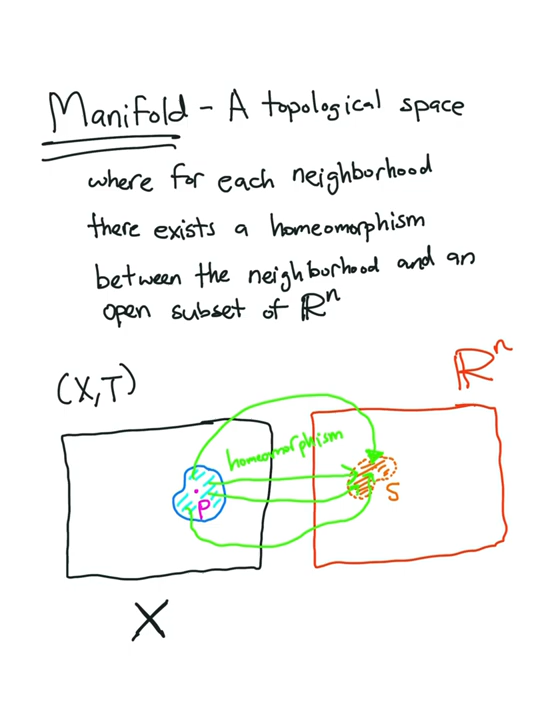 Manifold - A topological space
where for each neighborhood
there exists a homeomorphism
between the neighborhood and an
open subset of ℝⁿ
(X,T)
ℝⁿ
homeomorphism
P
S
X